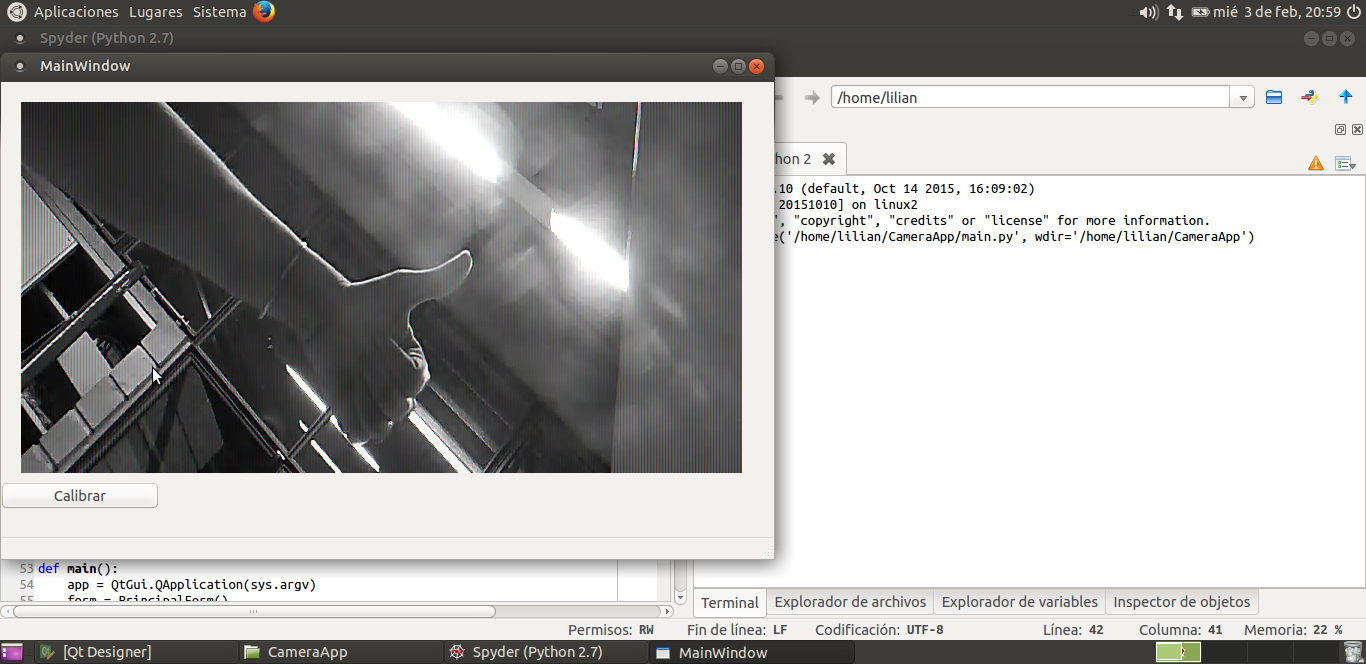 Aplicaciones Lugares Sistema mié 3 de feb, 20:59
Spyder (Python 2.7)
MainWindow
/home/lilian
hon 2
.10 (default, Oct 14 2015, 16:09:02)
20151010] on linux2
", "copyright", "credits" or "license" for more information.
e('/home/lilian/CameraApp/main.py', wdir='/home/lilian/CameraApp')
Calibrar
53 def main():
54 app = QtGui.QApplication(sys.argv)
55 form = PrincipalForm()
Terminal Explorador de archivos Explorador de variables Inspector de objetos
Permisos: RW Fin de línea: LF Codificación: UTF-8 Línea: 42 Columna: 41 Memoria: 22 %
[Qt Designer] CameraApp Spyder (Python 2.7) MainWindow